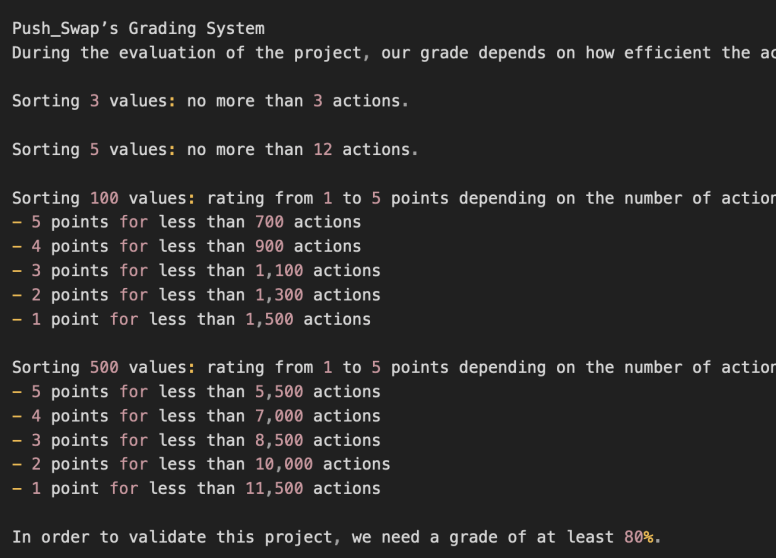 Push_Swap’s Grading System
During the evaluation of the project, our grade depends on how efficient the
Sorting 3 values: no more than 3 actions.
Sorting 5 values: no more than 12 actions.
Sorting 100 values: rating from 1 to 5 points depending on the number of
– 5 points for less than 700 actions
– 4 points for less than 900 actions
– 3 points for less than 1,100 actions
– 2 points for less than 1,300 actions
– 1 point for less than 1,500 actions
Sorting 500 values: rating from 1 to 5 points depending on the number of
– 5 points for less than 5,500 actions
– 4 points for less than 7,000 actions
– 3 points for less than 8,500 actions
– 2 points for less than 10,000 actions
– 1 point for less than 11,500 actions
In order to validate this project, we need a grade of at least 80%.